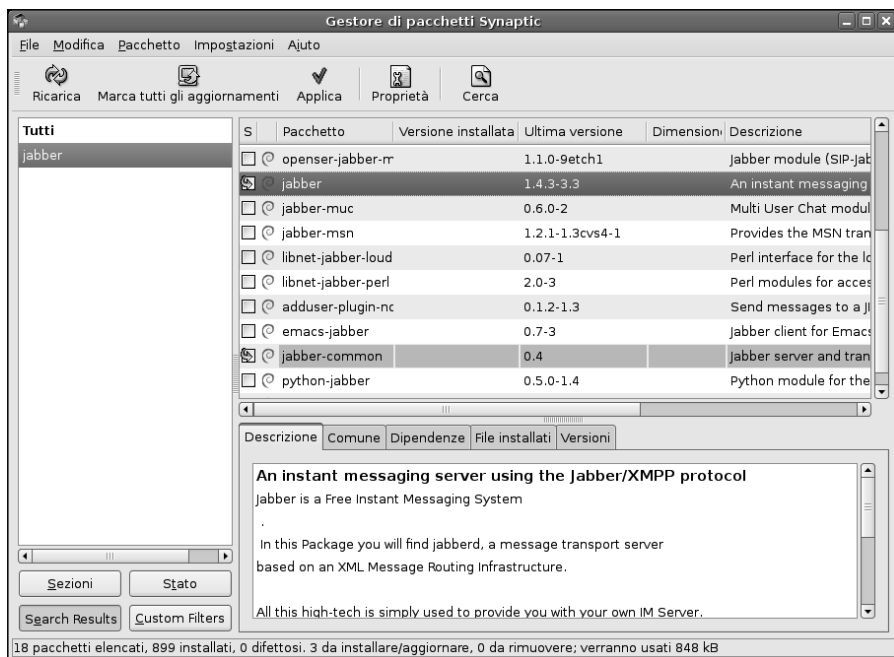 Gestore di pacchetti Synaptic
File Modifica Pacchetto Impostazioni Aiuto
Ricarica Marca tutti gli aggiornamenti Applica Proprietà Cerca
Tutti
jabber
S Pacchetto Versione installata Ultima versione Dimension Descrizione
openser-jabber-m 1.1.0-9etch1 Jabber module (SIP-Jab
jabber 1.4.3-3.3 An instant messaging
jabber-muc 0.6.0-2 Multi User Chat modul
jabber-msn 1.2.1-1.3cvs4-1 Provides the MSN tran
libnet-jabber-loud 0.07-1 Perl interface for the lo
libnet-jabber-perl 2.0-3 Perl modules for acces
adduser-plugin-no 0.1.2-1.3 Send messages to a JI
emacs-jabber 0.7-3 Jabber client for Emacs
jabber-common 0.4 Jabber server and tran
python-jabber 0.5.0-1.4 Python module for the
Descrizione Comune Dipendenze File installati Versioni
An instant messaging server using the Jabber/XMPP protocol
Jabber is a Free Instant Messaging System
.
In this Package you will find jabberd, a message transport server
based on an XML Message Routing Infrastructure.
All this high-tech is simply used to provide you with your own IM Server.
Sezioni Stato
Search Results Custom Filters
18 pacchetti elencati, 899 installati, 0 difettosi. 3 da installare/aggiornare, 0 da rimuovere; verranno usati 848 kB